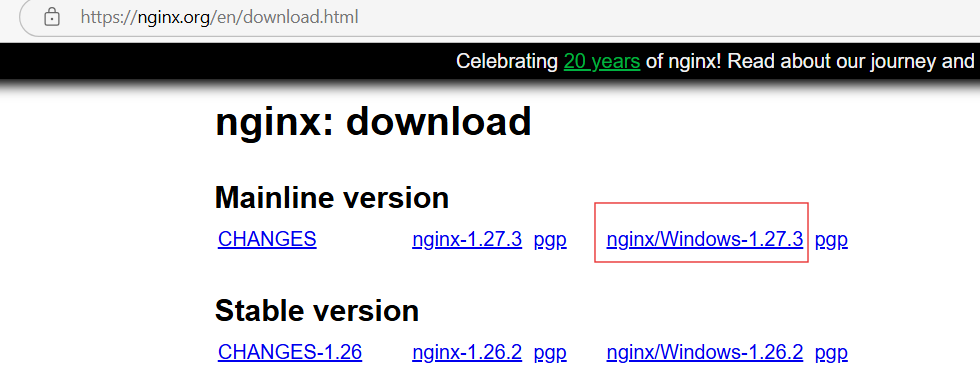 https://nginx.org/en/download.html
Celebrating 20 years of nginx! Read about our journey and
nginx: download
Mainline version
CHANGES nginx-1.27.3 pgp nginx/Windows-1.27.3 pgp
Stable version
CHANGES-1.26 nginx-1.26.2 pgp nginx/Windows-1.26.2 pgp